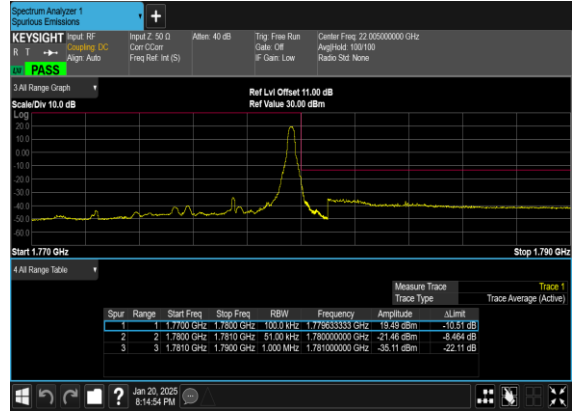 Spectrum Analyzer 1
Spurious Emissions
+
KEYSIGHT Input: RF Input Z: 50 Ω Atten: 40 dB Trig: Free Run Center Freq: 22.005000000 GHz
R T Coupling: DC Corr CCorr Gate: Off Avg|Hold: 100/100
Align: Auto Freq Ref: Int (S) IF Gain: Low Radio Std: None
PASS
3 All Range Graph
Ref Lvl Offset 11.00 dB
Scale/Div 10.0 dB Ref Value 30.00 dBm
Log
20.0
10.0
0.00
-10.0
-20.0
-30.0
-40.0
-50.0
-60.0
Start 1.770 GHz Stop 1.790 GHz
4 All Range Table
Measure Trace Trace 1
Trace Type Trace Average (Active)
Spur Range Start Freq Stop Freq RBW Frequency Amplitude ΔLimit
1 1 1.7700 GHz 1.7800 GHz 100.0 kHz 1.779633333 GHz 19.49 dBm -10.51 dB
2 2 1.7800 GHz 1.7810 GHz 51.00 kHz 1.780000000 GHz -21.46 dBm -8.464 dB
3 3 1.7810 GHz 1.7900 GHz 1.000 MHz 1.781000000 GHz -35.11 dBm -22.11 dB
?
Jan 20, 2025
8:14:54 PM